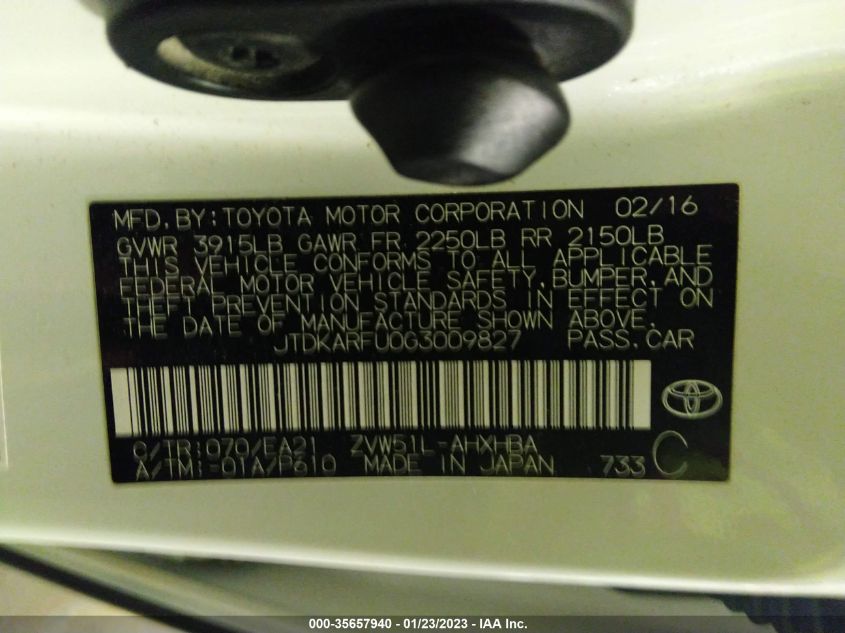 MFD.BY:TOYOTA MOTOR CORPORATION 02/16
GVWR 3915LB GAWR FR 2250LB RR 2150LB
THIS VEHICLE CONFORMS TO ALL APPLICABLE
FEDERAL MOTOR VEHICLE SAFETY,BUMPER,AND
THEFT PREVENTION STANDARDS IN EFFECT ON
THE DATE OF MANUFACTURE SHOWN ABOVE.
JTDKARFU0G3009827 PASS.CAR
C/TR:070/EA21 ZVW51L-AHXHBA
A/TM:-01A/P610 MADE IN JAPAN 733 C
000-35657940 - 01/23/2023 - IAA Inc.